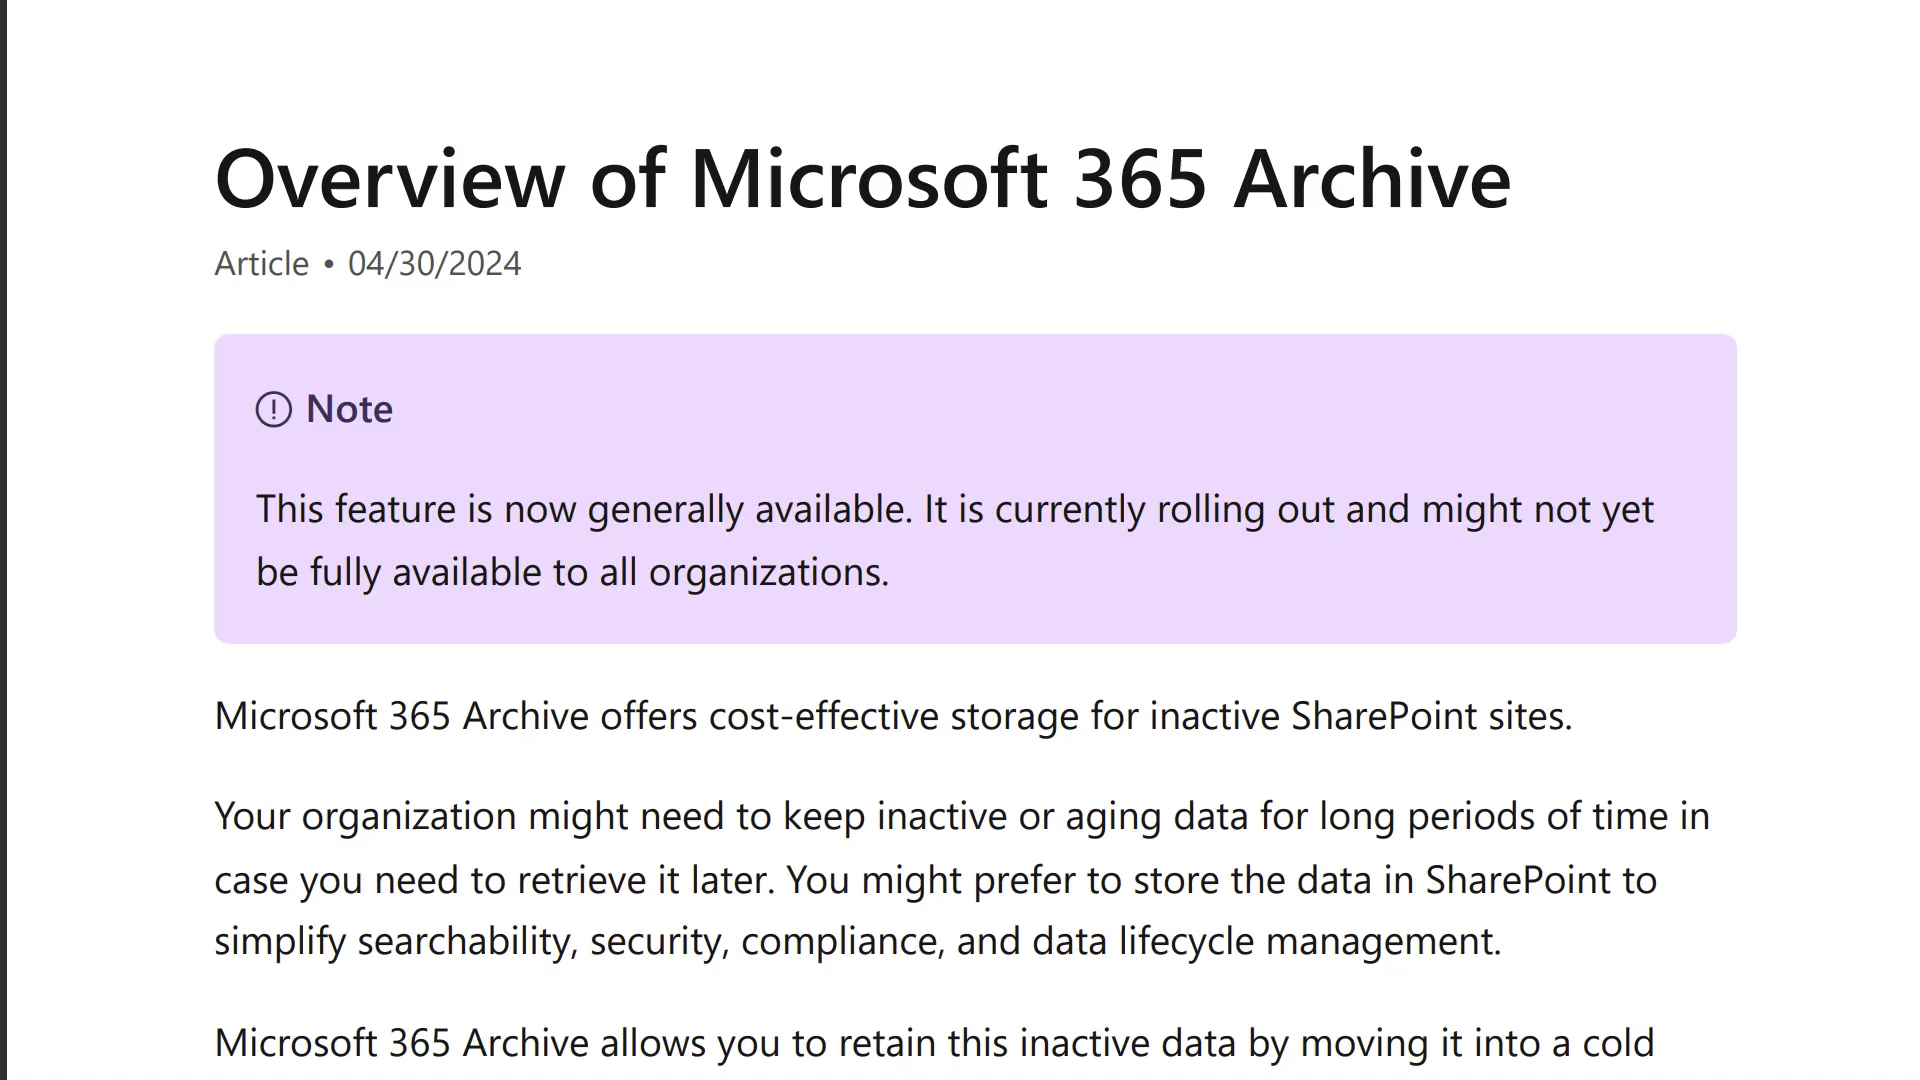 Overview of Microsoft 365 Archive
Article • 04/30/2024
Note
This feature is now generally available. It is currently rolling out and might not yet
be fully available to all organizations.
Microsoft 365 Archive offers cost-effective storage for inactive SharePoint sites.
Your organization might need to keep inactive or aging data for long periods of time in
case you need to retrieve it later. You might prefer to store the data in SharePoint to
simplify searchability, security, compliance, and data lifecycle management.
Microsoft 365 Archive allows you to retain this inactive data by moving it into a cold